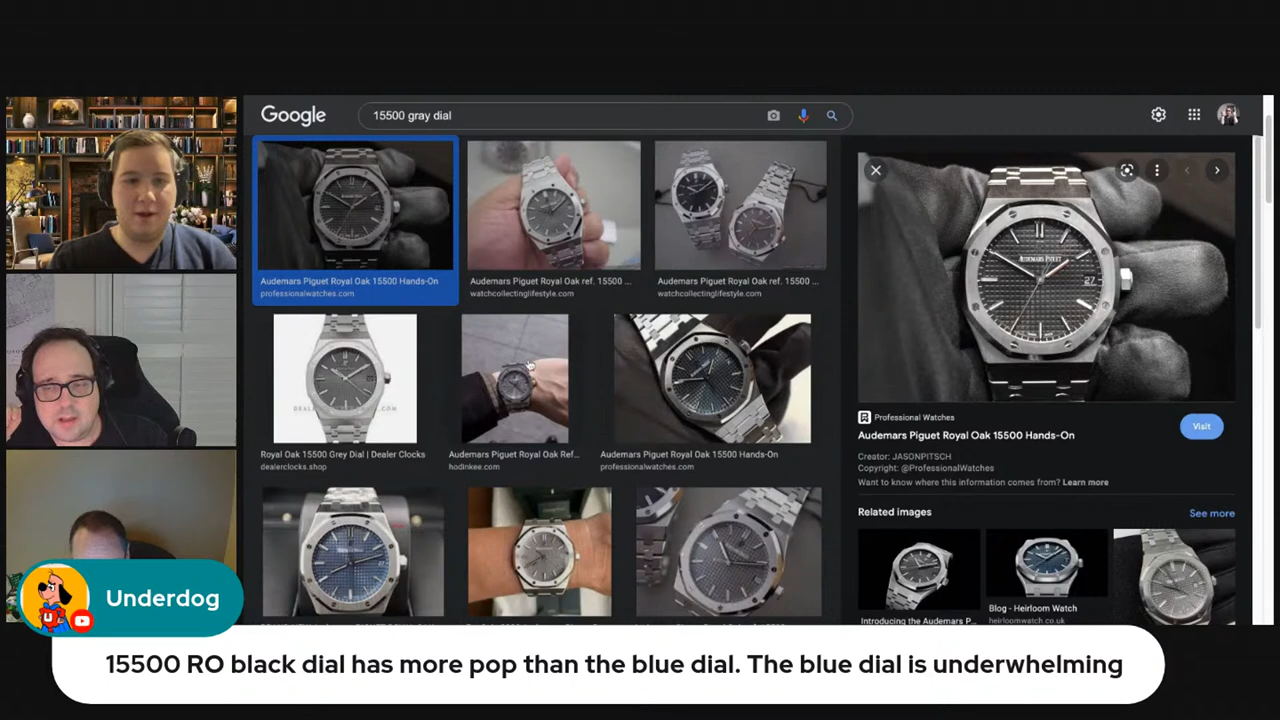 Google
15500 gray dial
Audemars Piguet Royal Oak 15500 Hands-On
professionalwatches.com
Audemars Piguet Royal Oak ref. 15500 ...
watchcollectinglifestyle.com
Audemars Piguet Royal Oak ref. 15500 ...
watchcollectinglifestyle.com
Royal Oak 15500 Grey Dial | Dealer Clocks
dealerclocks.shop
Audemars Piguet Royal Oak Ref...
hodinkee.com
Audemars Piguet Royal Oak 15500 Hands-On
professionalwatches.com
AUDEMARS PIGUET
27
Professional Watches
Visit
Audemars Piguet Royal Oak 15500 Hands-On
Creator: JASONPITSCH
Copyright: @ProfessionalWatches
Want to know where this information comes from? Learn more
Related images
See more
Introducing the Audemars P...
Blog - Heirloom Watch
heirloomwatch.co.uk
Underdog
15500 RO black dial has more pop than the blue dial. The blue dial is underwhelming